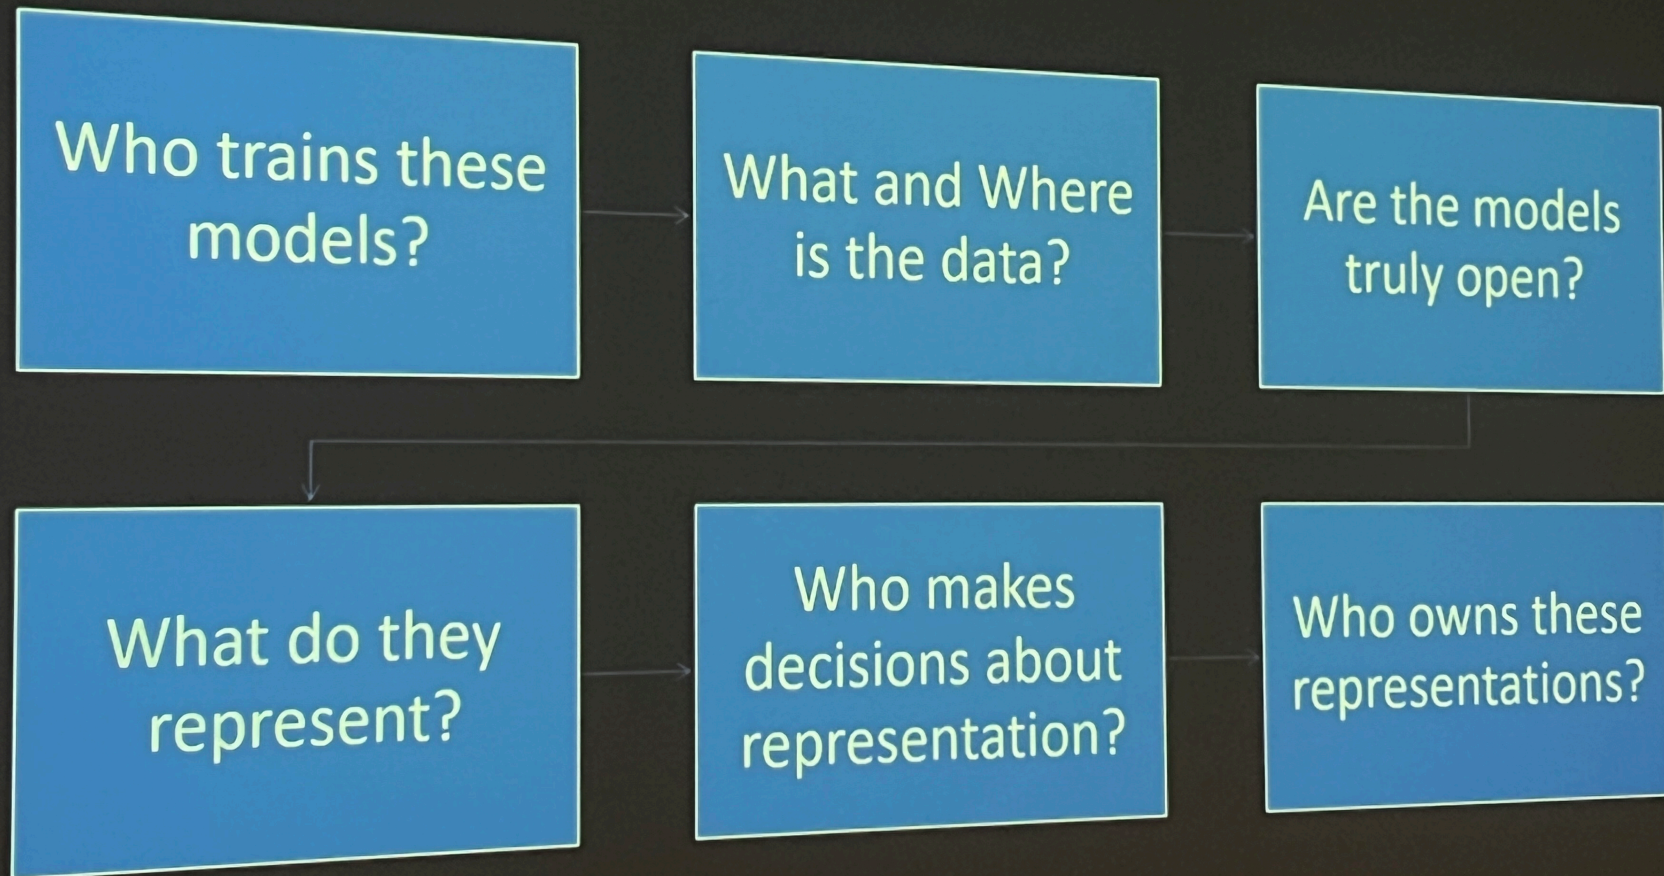 Who trains these
models?
What and Where
is the data?
Are the models
truly open?
What do they
represent?
Who makes
decisions about
representation?
Who owns these
representations?